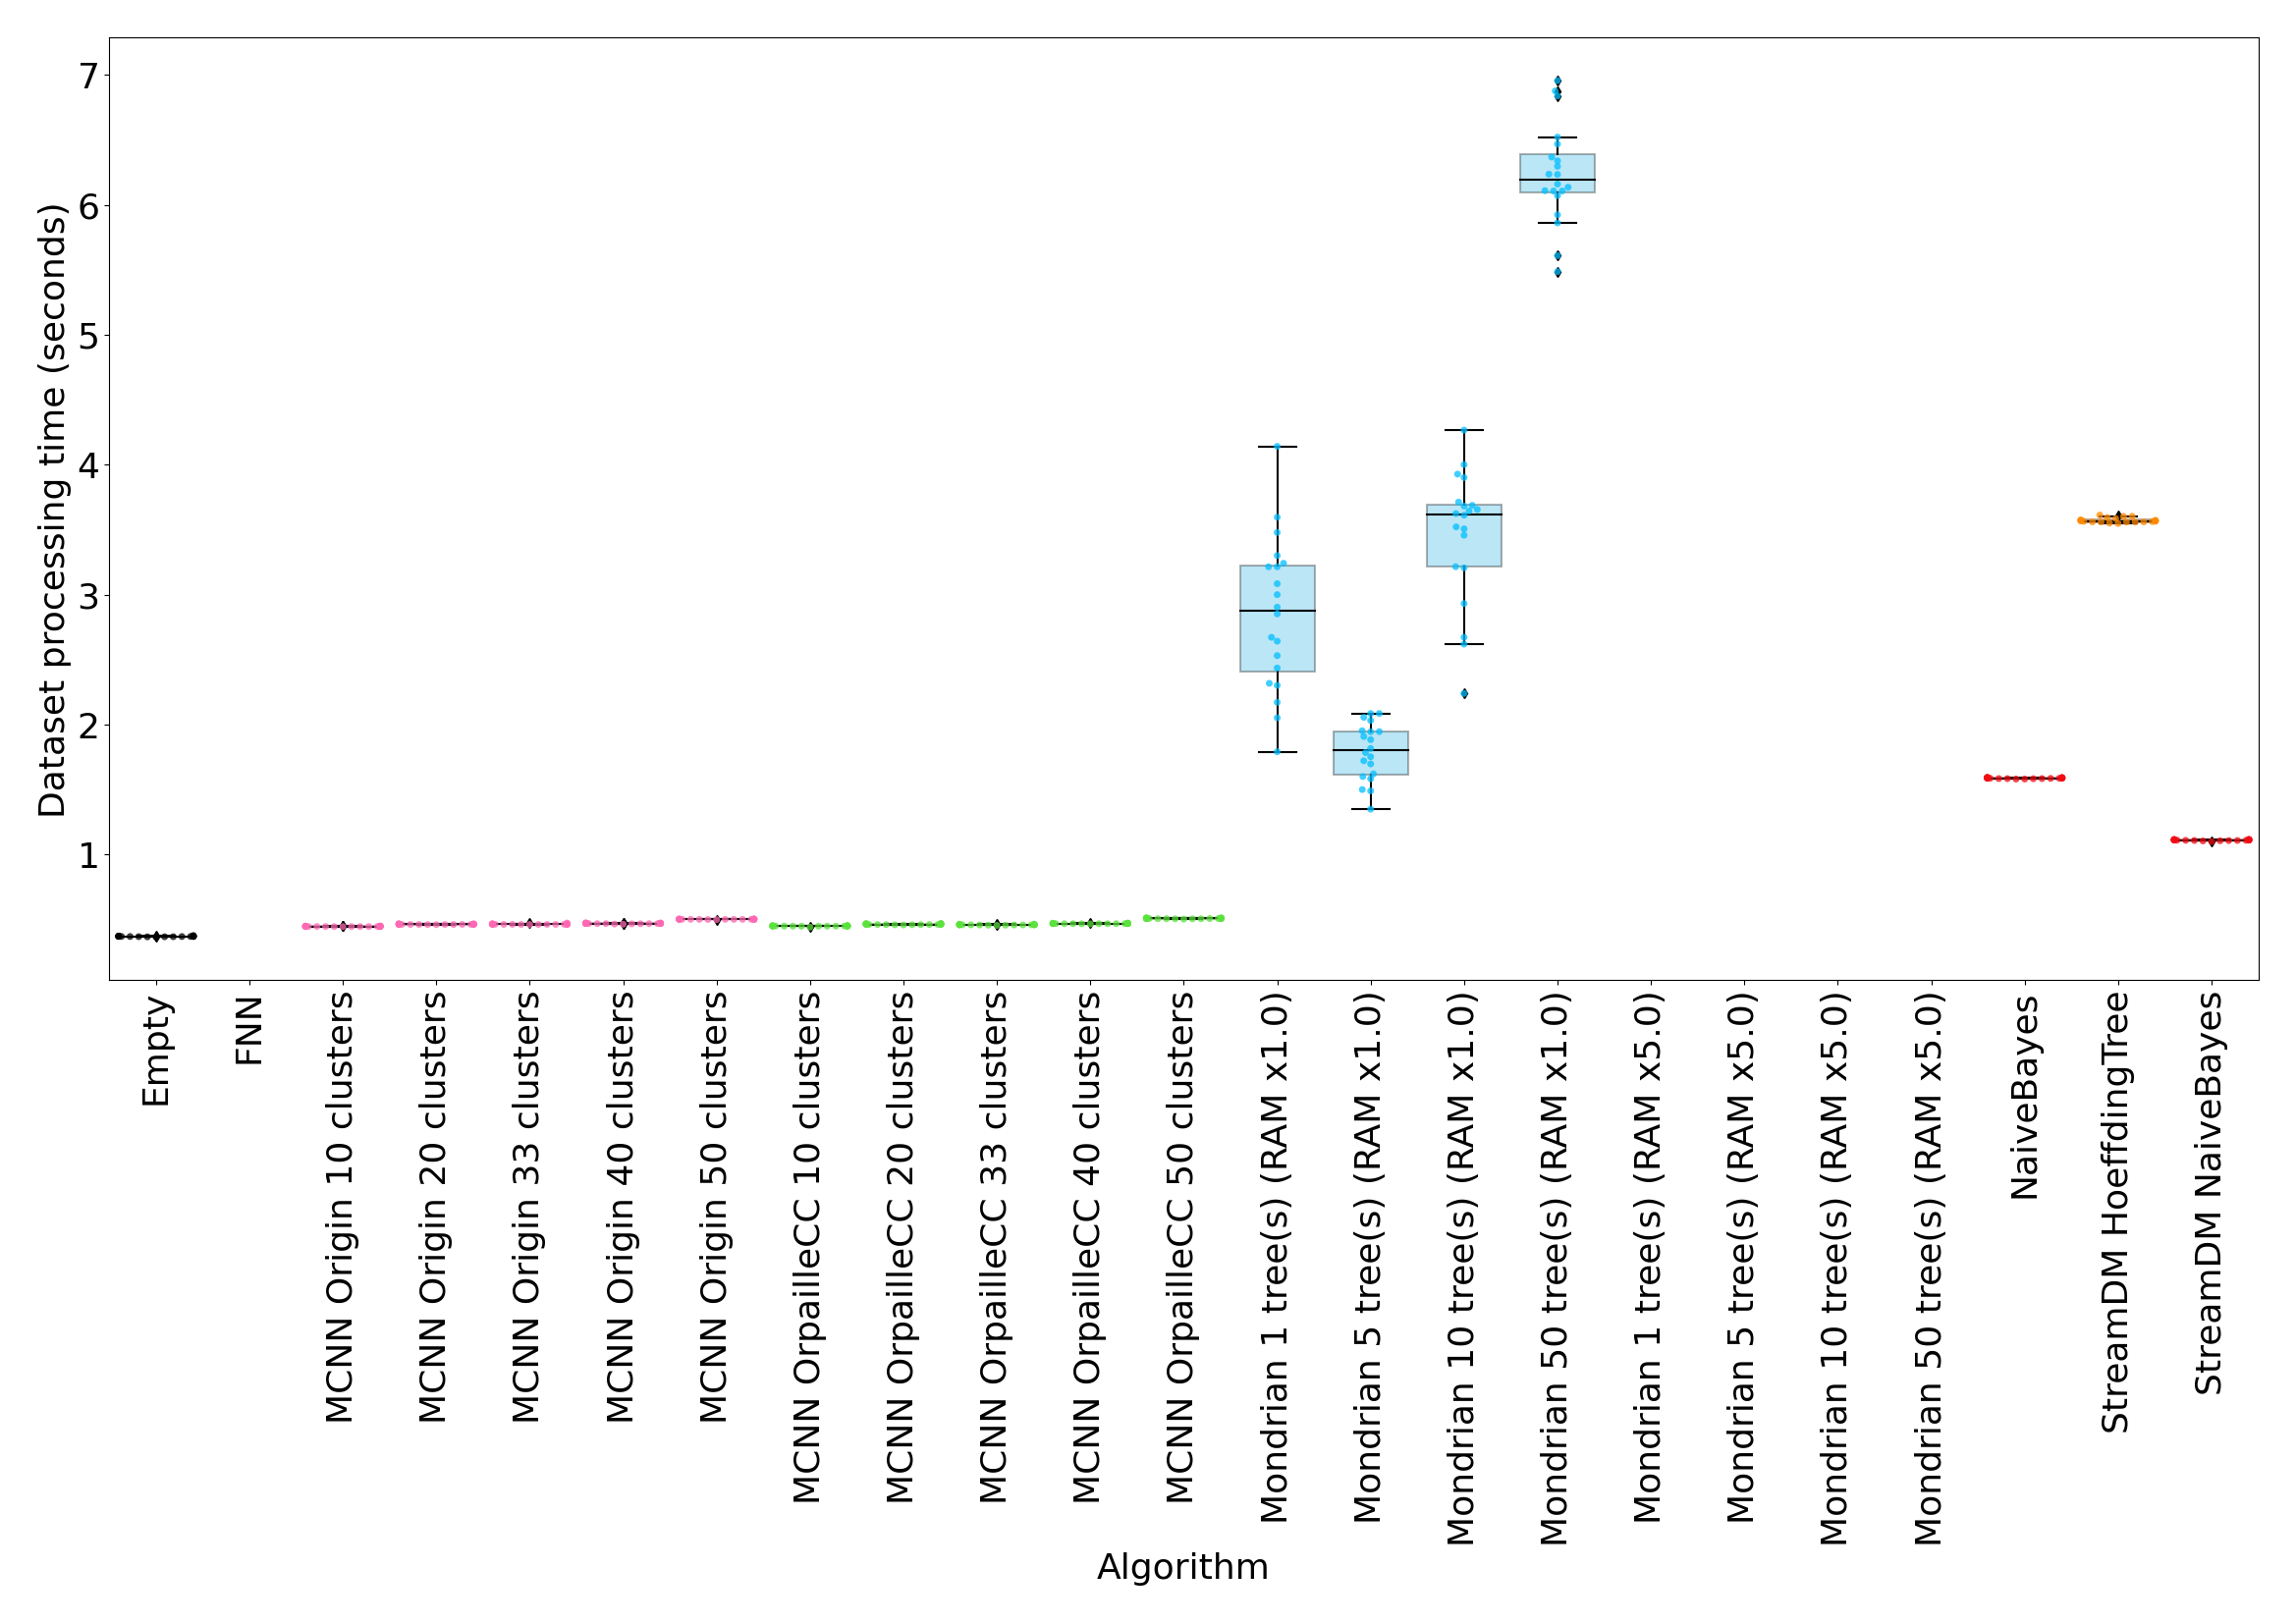 Dataset processing time (seconds)
7
6
5
4
3
2
1
Empty
FNN
MCNN Origin 10 clusters
MCNN Origin 20 clusters
MCNN Origin 33 clusters
MCNN Origin 40 clusters
MCNN Origin 50 clusters
MCNN OrpailleCC 10 clusters
MCNN OrpailleCC 20 clusters
MCNN OrpailleCC 33 clusters
MCNN OrpailleCC 40 clusters
MCNN OrpailleCC 50 clusters
Mondrian 1 tree(s) (RAM x1.0)
Mondrian 5 tree(s) (RAM x1.0)
Mondrian 10 tree(s) (RAM x1.0)
Mondrian 50 tree(s) (RAM x1.0)
Mondrian 1 tree(s) (RAM x5.0)
Mondrian 5 tree(s) (RAM x5.0)
Mondrian 10 tree(s) (RAM x5.0)
Mondrian 50 tree(s) (RAM x5.0)
NaiveBayes
StreamDM HoeffdingTree
StreamDM NaiveBayes
Algorithm